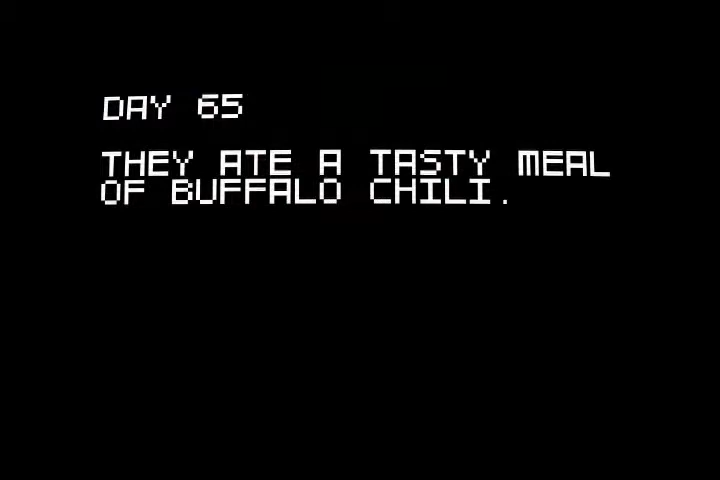 DAY 65
THEY ATE A TASTY MEAL
OF BUFFALO CHILI.